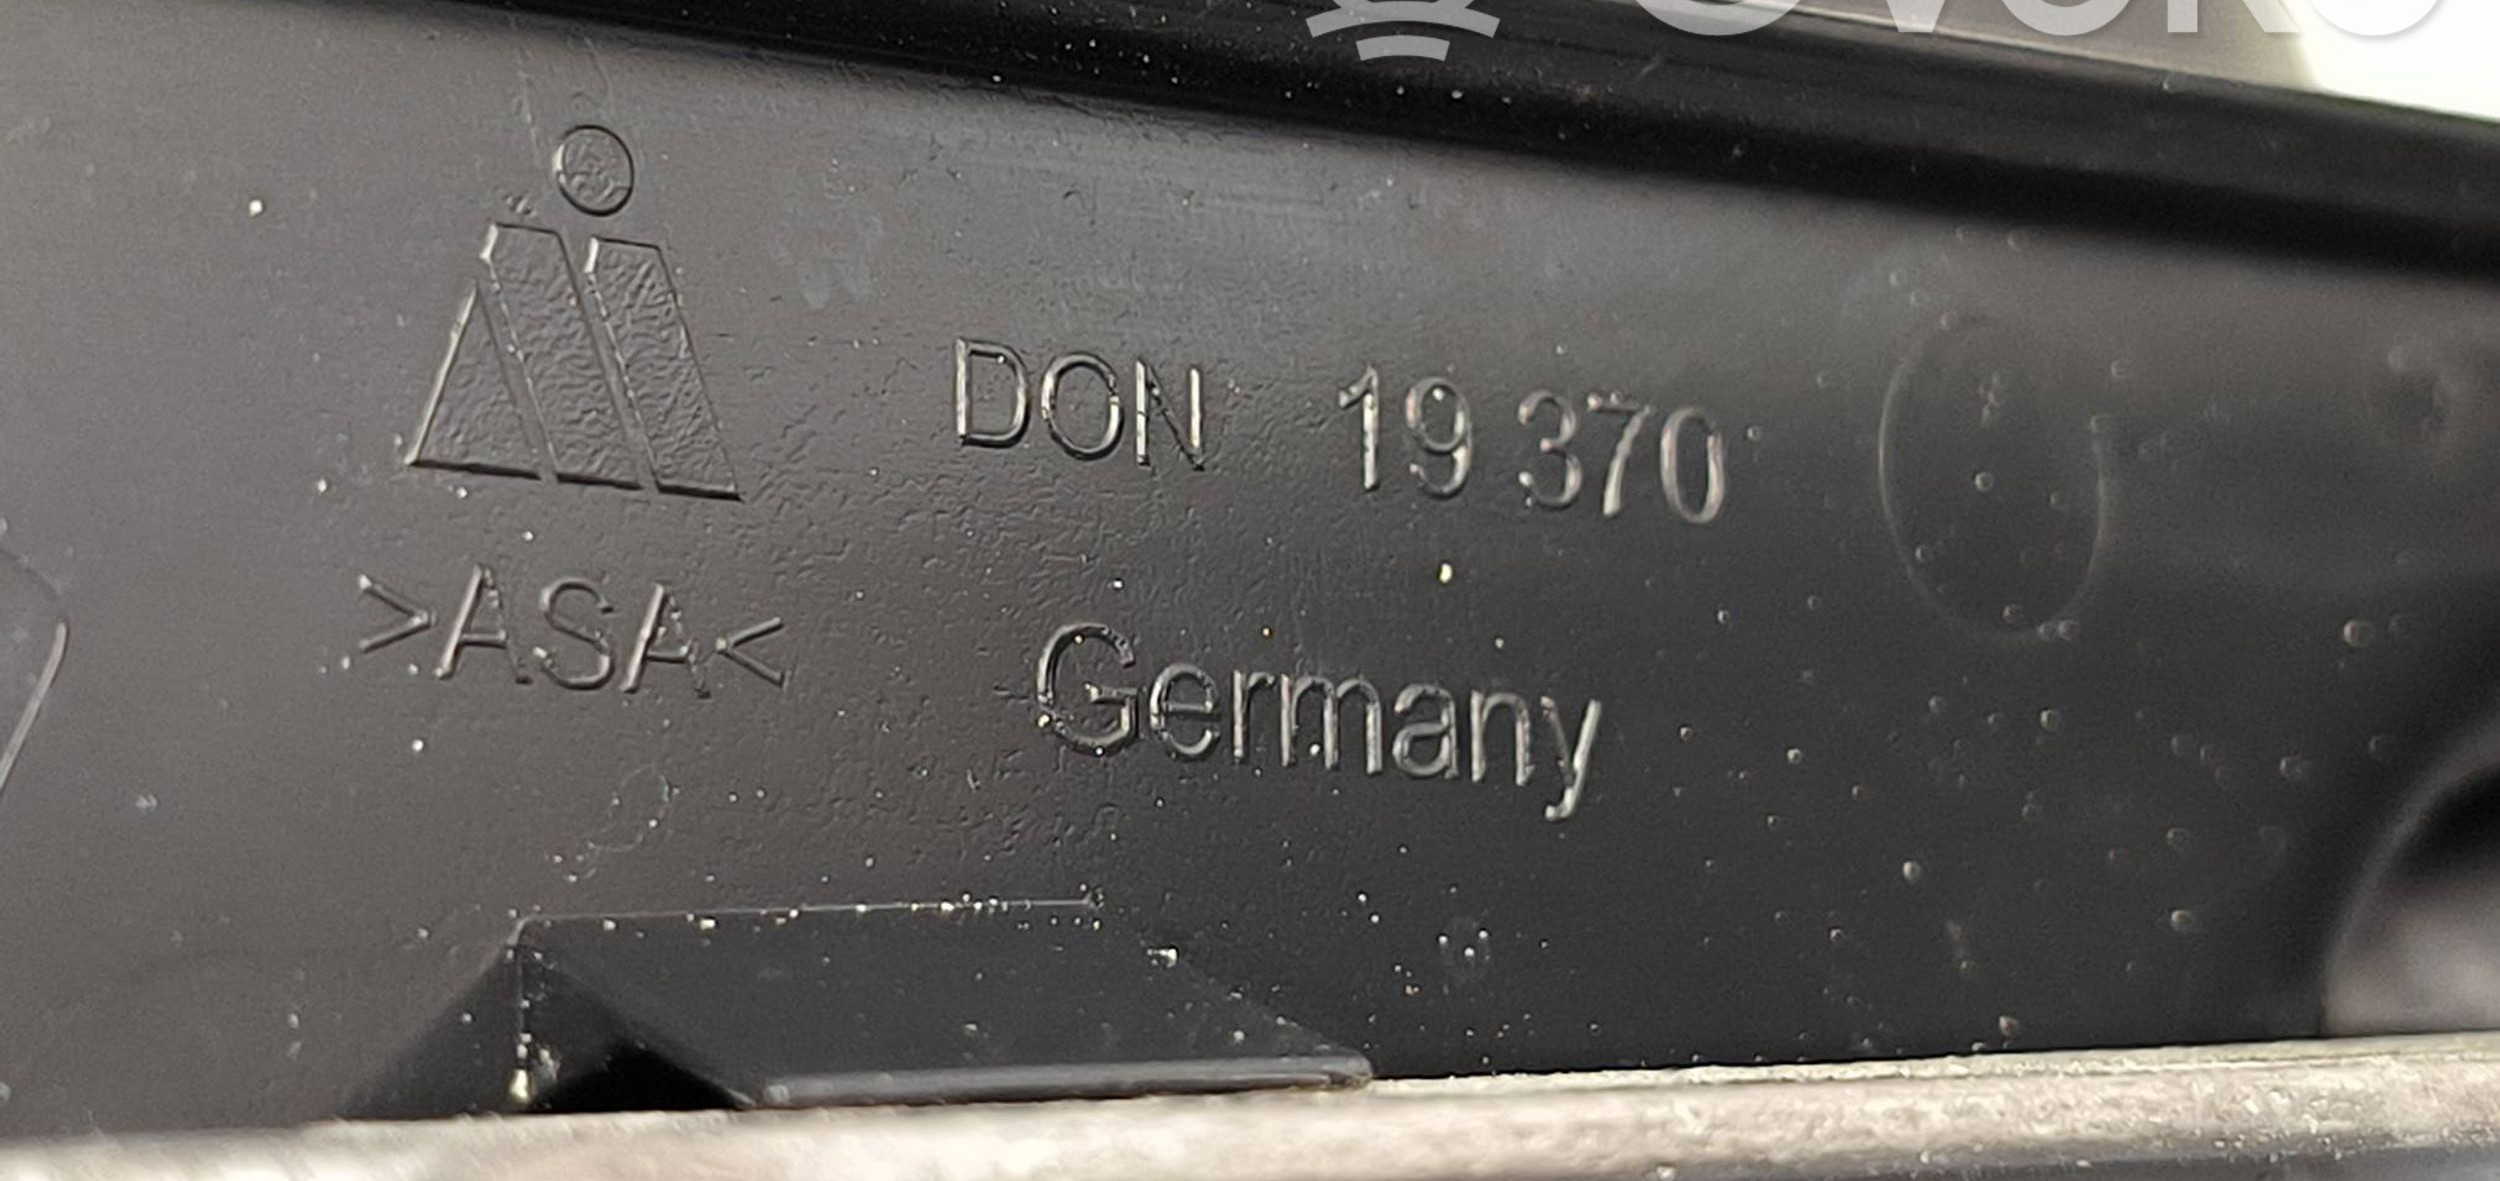 DON 19 370
>ASA<
Germany